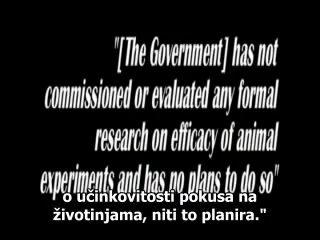 "[The Government] has not
commissioned or evaluated any formal
research on efficacy of animal
experiments and has no plans to do so"
o učinkovitosti pokusa na
životinjama, niti to planira."